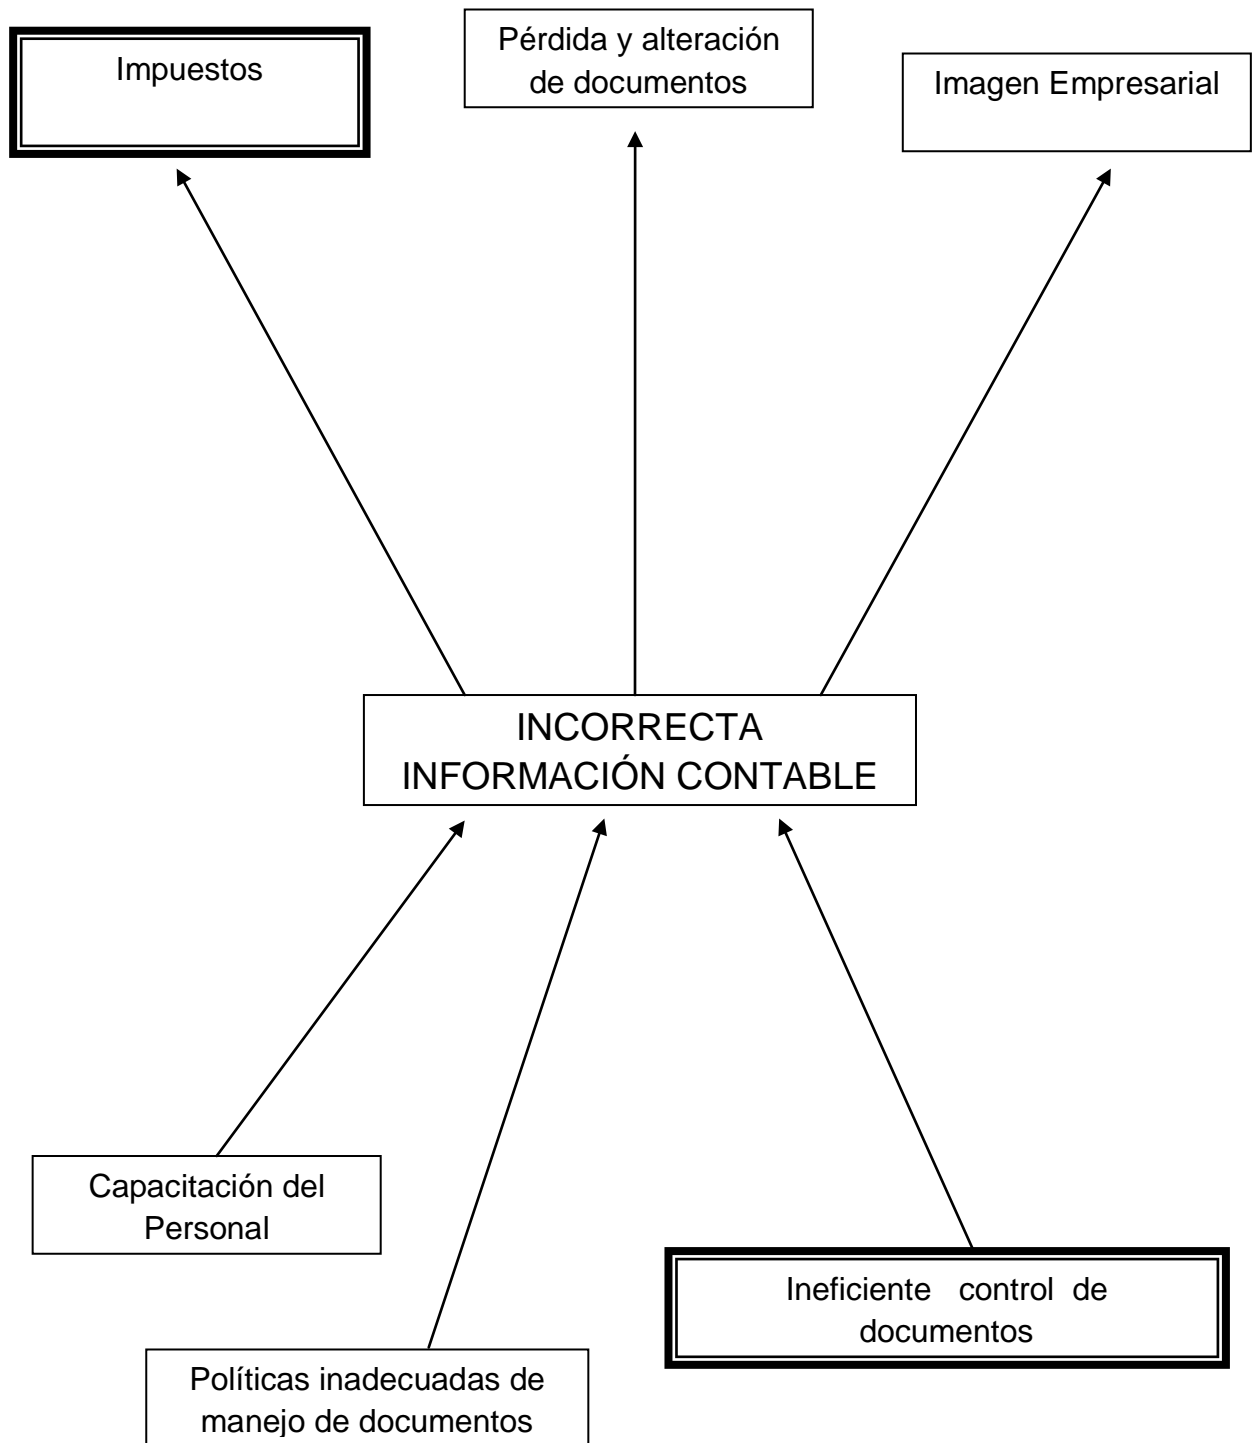 Impuestos
Pérdida y alteración
de documentos
Imagen Empresarial
INCORRECTA
INFORMACIÓN CONTABLE
Capacitación del
Personal
Ineficiente control de
documentos
Políticas inadecuadas de
manejo de documentos